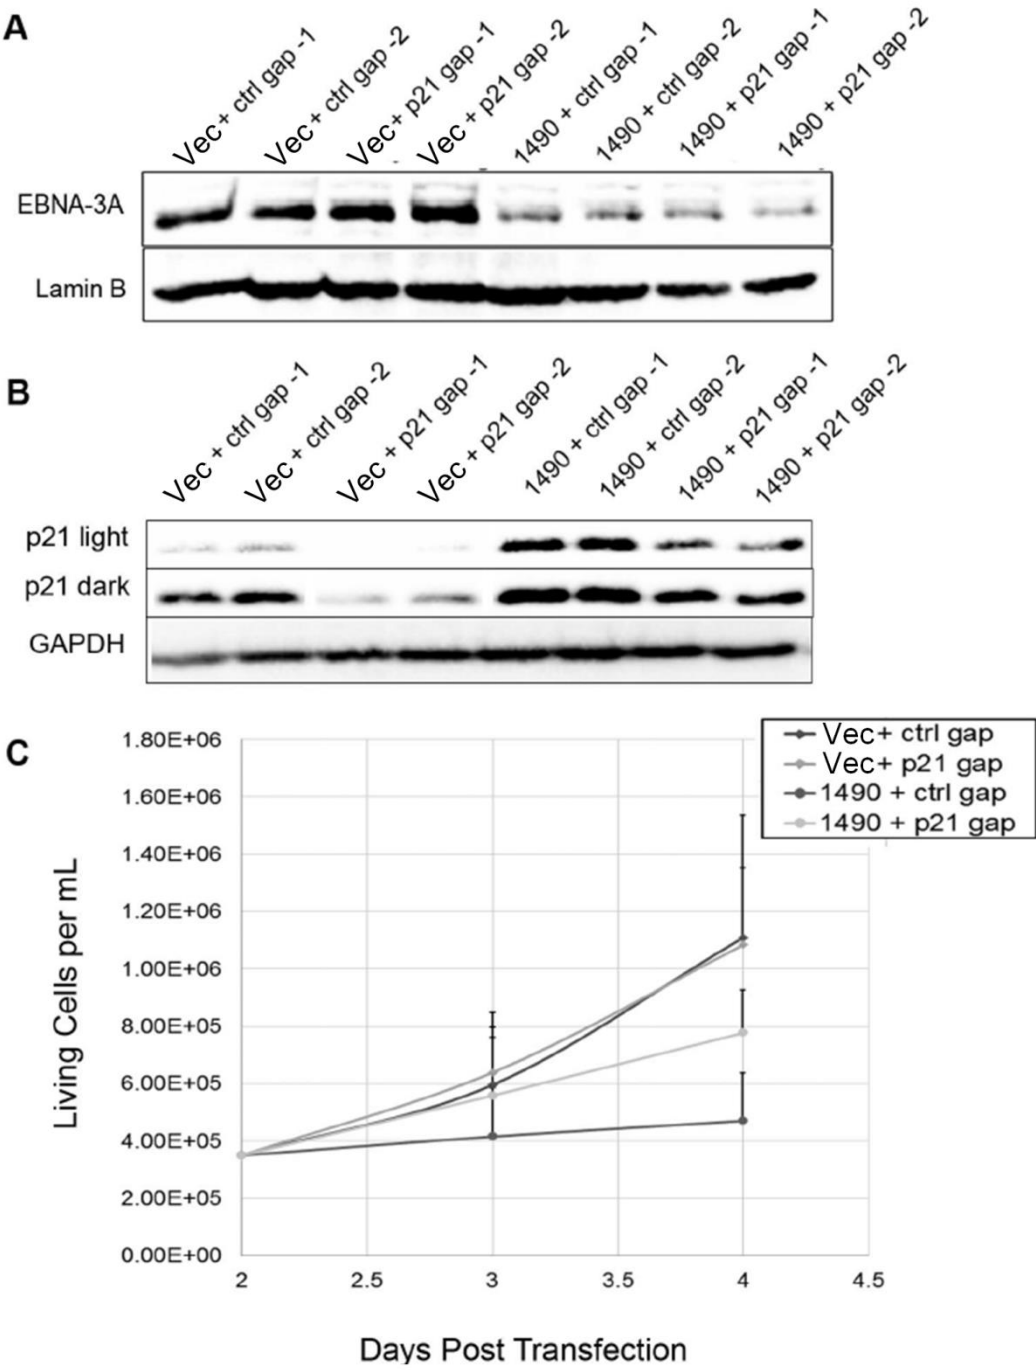 A
Vec + ctrl gap -1
Vec + ctrl gap -2
Vec + p21 gap -1
Vec + p21 gap -2
1490 + ctrl gap -1
1490 + ctrl gap -2
1490 + p21 gap -1
1490 + p21 gap -2
EBNA-3A
Lamin B
B
Vec + ctrl gap -1
Vec + ctrl gap -2
Vec + p21 gap -1
Vec + p21 gap -2
1490 + ctrl gap -1
1490 + ctrl gap -2
1490 + p21 gap -1
1490 + p21 gap -2
p21 light
p21 dark
GAPDH
C
Vec + ctrl gap
Vec + p21 gap
1490 + ctrl gap
1490 + p21 gap
Living Cells per mL
1.80E+06
1.60E+06
1.40E+06
1.20E+06
1.00E+06
8.00E+05
6.00E+05
4.00E+05
2.00E+05
0.00E+00
2 2.5 3 3.5 4 4.5
Days Post Transfection